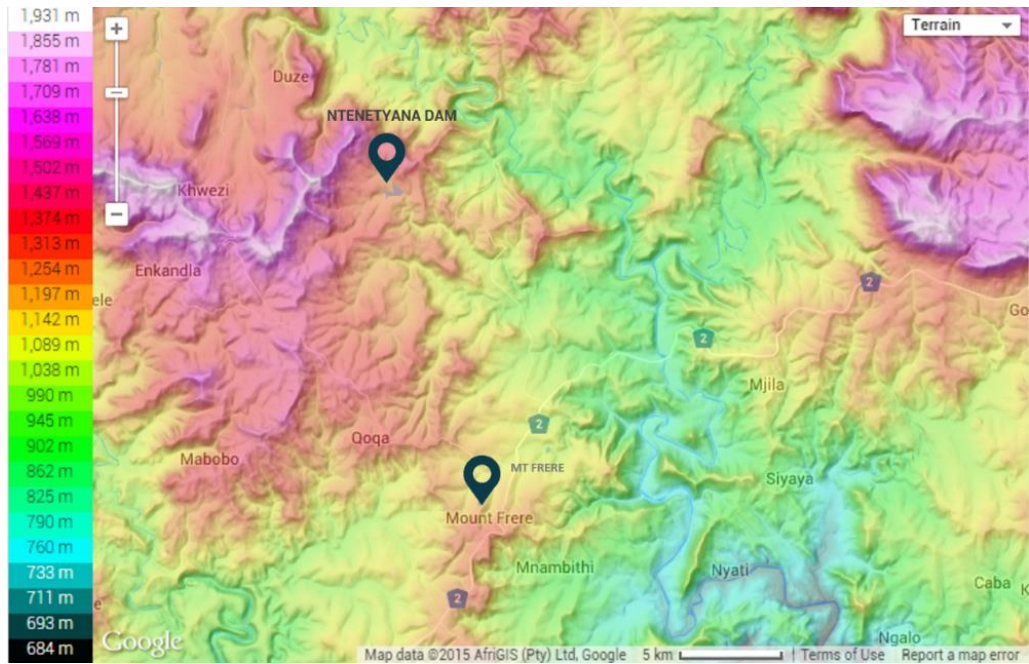 1,931 m
1,855 m
1,781 m
1,709 m
1,638 m
1,569 m
1,502 m
1,437 m
1,374 m
1,313 m
1,254 m
1,197 m
1,142 m
1,089 m
1,038 m
990 m
945 m
902 m
862 m
825 m
790 m
760 m
733 m
711 m
693 m
684 m
+
−
Terrain
Duze
NTENETYANA DAM
Khwezi
Enkandla
ele
2
Go
2
Mjila
2
Qoqa
Mabobo
MT FRERE
Siyaya
Mount Frere
Mnambithi
Nyati
Caba
K
2
e
Ngalo
Google
Map data ©2015 AfriGIS (Pty) Ltd, Google
5 km
Terms of Use
Report a map error